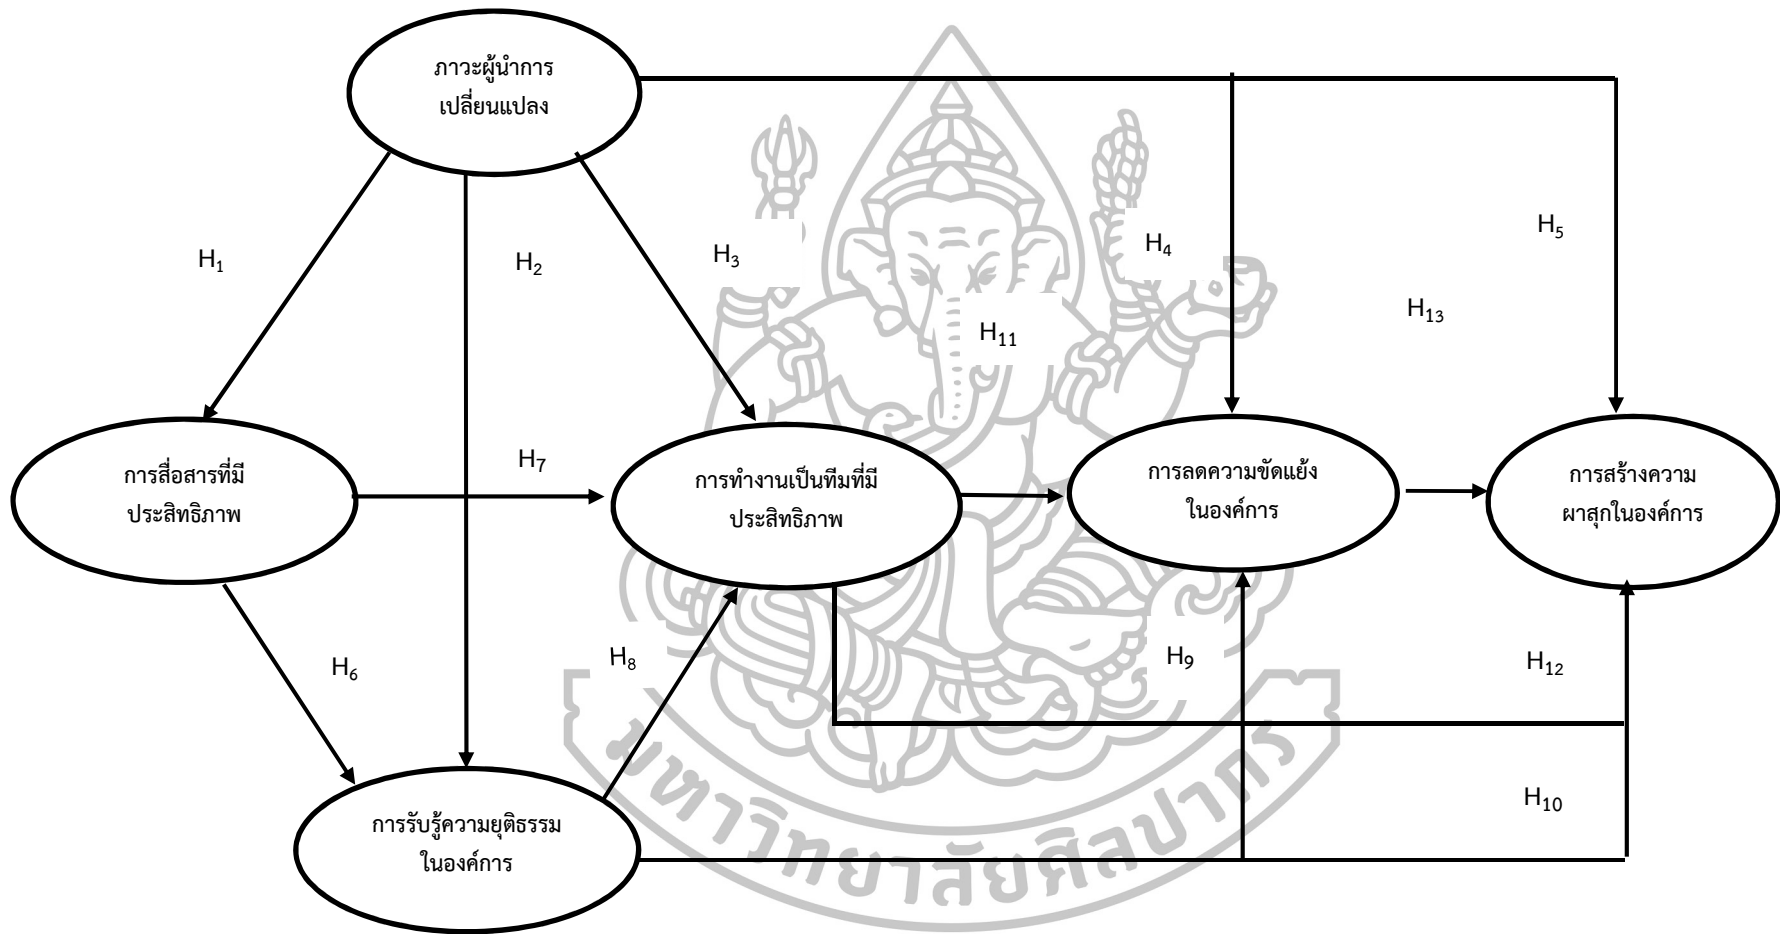 ภาวะผู้นำการ
เปลี่ยนแปลง
H1
H2
H3
H4
H5
H11
H13
การสื่อสารที่มี
ประสิทธิภาพ
H7
การทำงานเป็นทีมที่มี
ประสิทธิภาพ
การลดความขัดแย้ง
ในองค์การ
การสร้างความ
ผาสุกในองค์การ
H6
H8
H9
H12
H10
การรับรู้ความยุติธรรม
ในองค์การ
มหาวิทยาลัยศิลปากร